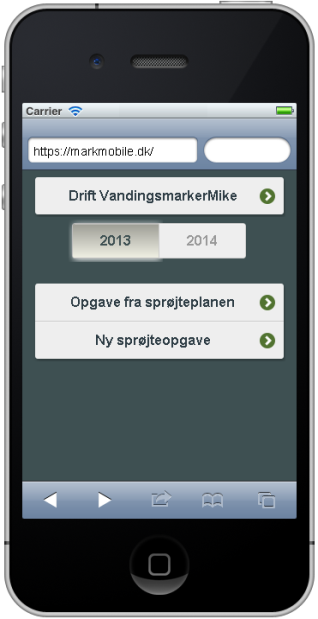 Carrier
https://markmobile.dk/
Drift VandingsmarkerMike
2013 2014
Opgave fra sprøjteplanen
Ny sprøjteopgave